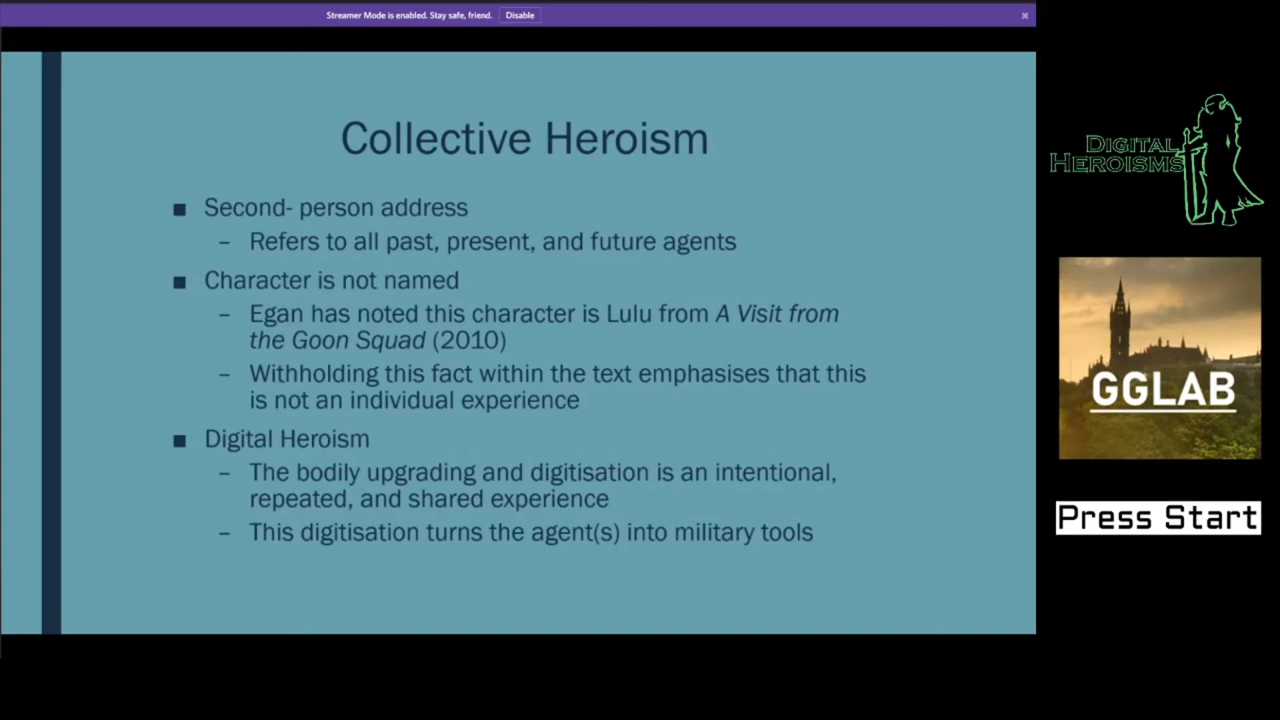 Streamer Mode is enabled. Stay safe, friend. Disable
Collective Heroism
■ Second- person address
– Refers to all past, present, and future agents
■ Character is not named
– Egan has noted this character is Lulu from A Visit from
the Goon Squad (2010)
– Withholding this fact within the text emphasises that this
is not an individual experience
■ Digital Heroism
– The bodily upgrading and digitisation is an intentional,
repeated, and shared experience
– This digitisation turns the agent(s) into military tools
DIGITAL
HEROISMS
GGLAB
Press Start